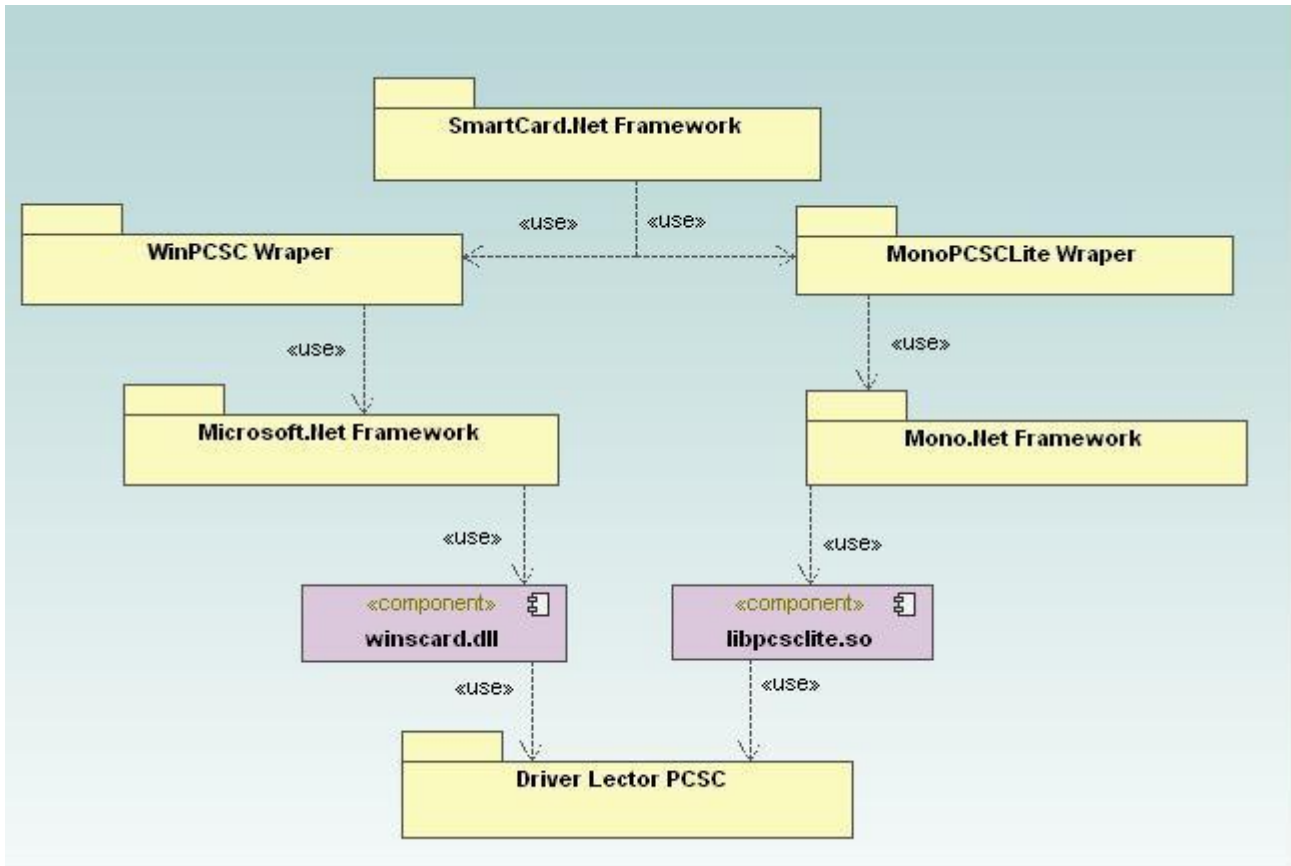 SmartCard.Net Framework
«use» «use»
WinPCSC Wraper
MonoPCSCLite Wraper
«use»
«use»
Microsoft.Net Framework
Mono.Net Framework
«use»
«use»
«component»
winscard.dll
«component»
libpcsclite.so
«use»
«use»
Driver Lector PCSC